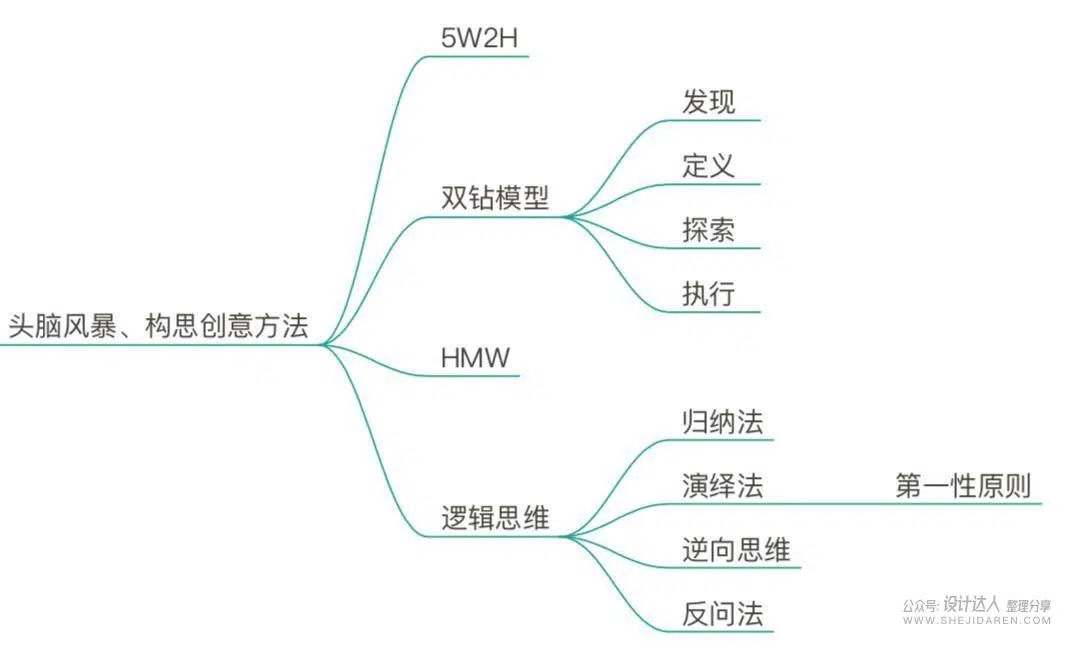 5W2H
发现
定义
双钻模型
探索
执行
头脑风暴、构思创意方法
HMW
归纳法
演绎法 第一性原则
逻辑思维
逆向思维
反问法
公众号: 设计达人 整理分享
WWW.SHEJIDAREN.COM